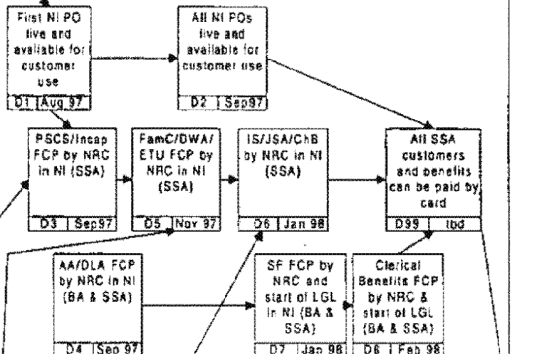 First NI PO
live and
available for
customer
use
D1 Aug 97
All NI POs
live and
available for
customer use
D2 Sep97
PSCS/Incap
FCP by NRC
in NI (SSA)
D3 Sep97
FamC/DWA/
ETU FCP by
NRC in NI
(SSA)
D5 Nov 97
IS/JSA/ChB
by NRC in NI
(SSA)
D6 Jan 98
All SSA
customers
and benefits
can be paid by
card
D99 tbd
AA/DLA FCP
by NRC in NI
(BA & SSA)
D4 Sep 97
SF FCP by
NRC and
start of LGL
in NI (BA &
SSA)
D7 Jan 98
Clerical
Benefits FCP
by NRC &
start of LGL
(BA & SSA)
Feb 98